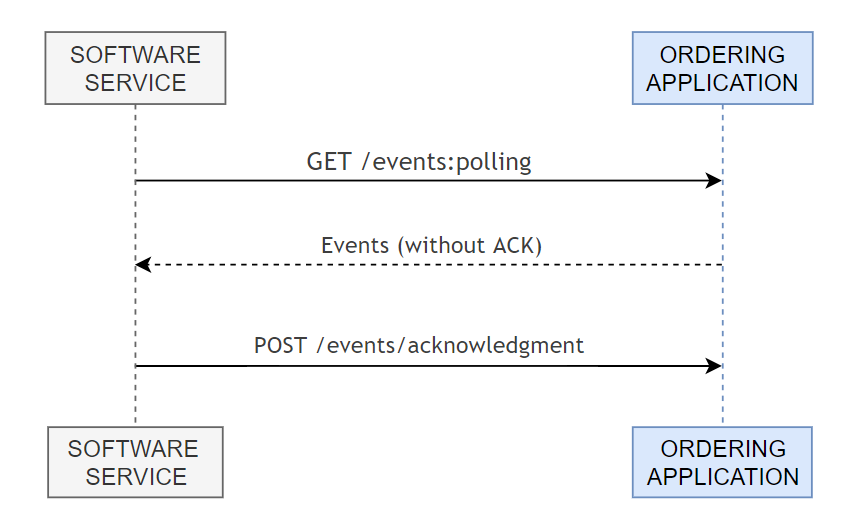 SOFTWARE
SERVICE
ORDERING
APPLICATION
GET /events:polling
Events (without ACK)
POST /events/acknowledgment
SOFTWARE
SERVICE
ORDERING
APPLICATION